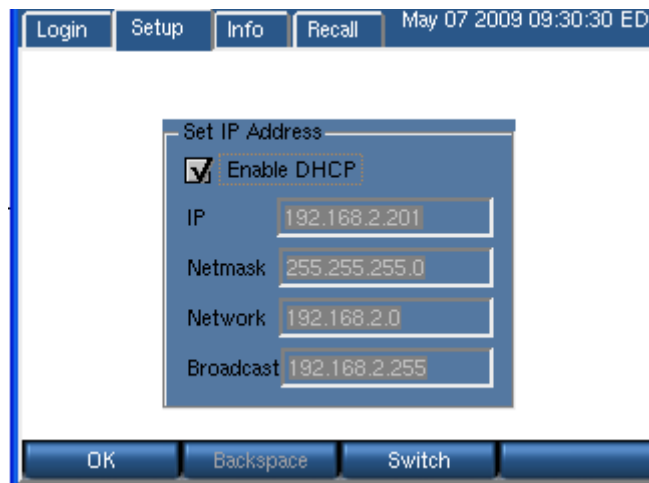 Login Setup Info Recall May 07 2009 09:30:30 ED
Set IP Address
Enable DHCP
IP 192.168.2.201
Netmask 255.255.255.0
Network 192.168.2.0
Broadcast 192.168.2.255
OK Backspace Switch